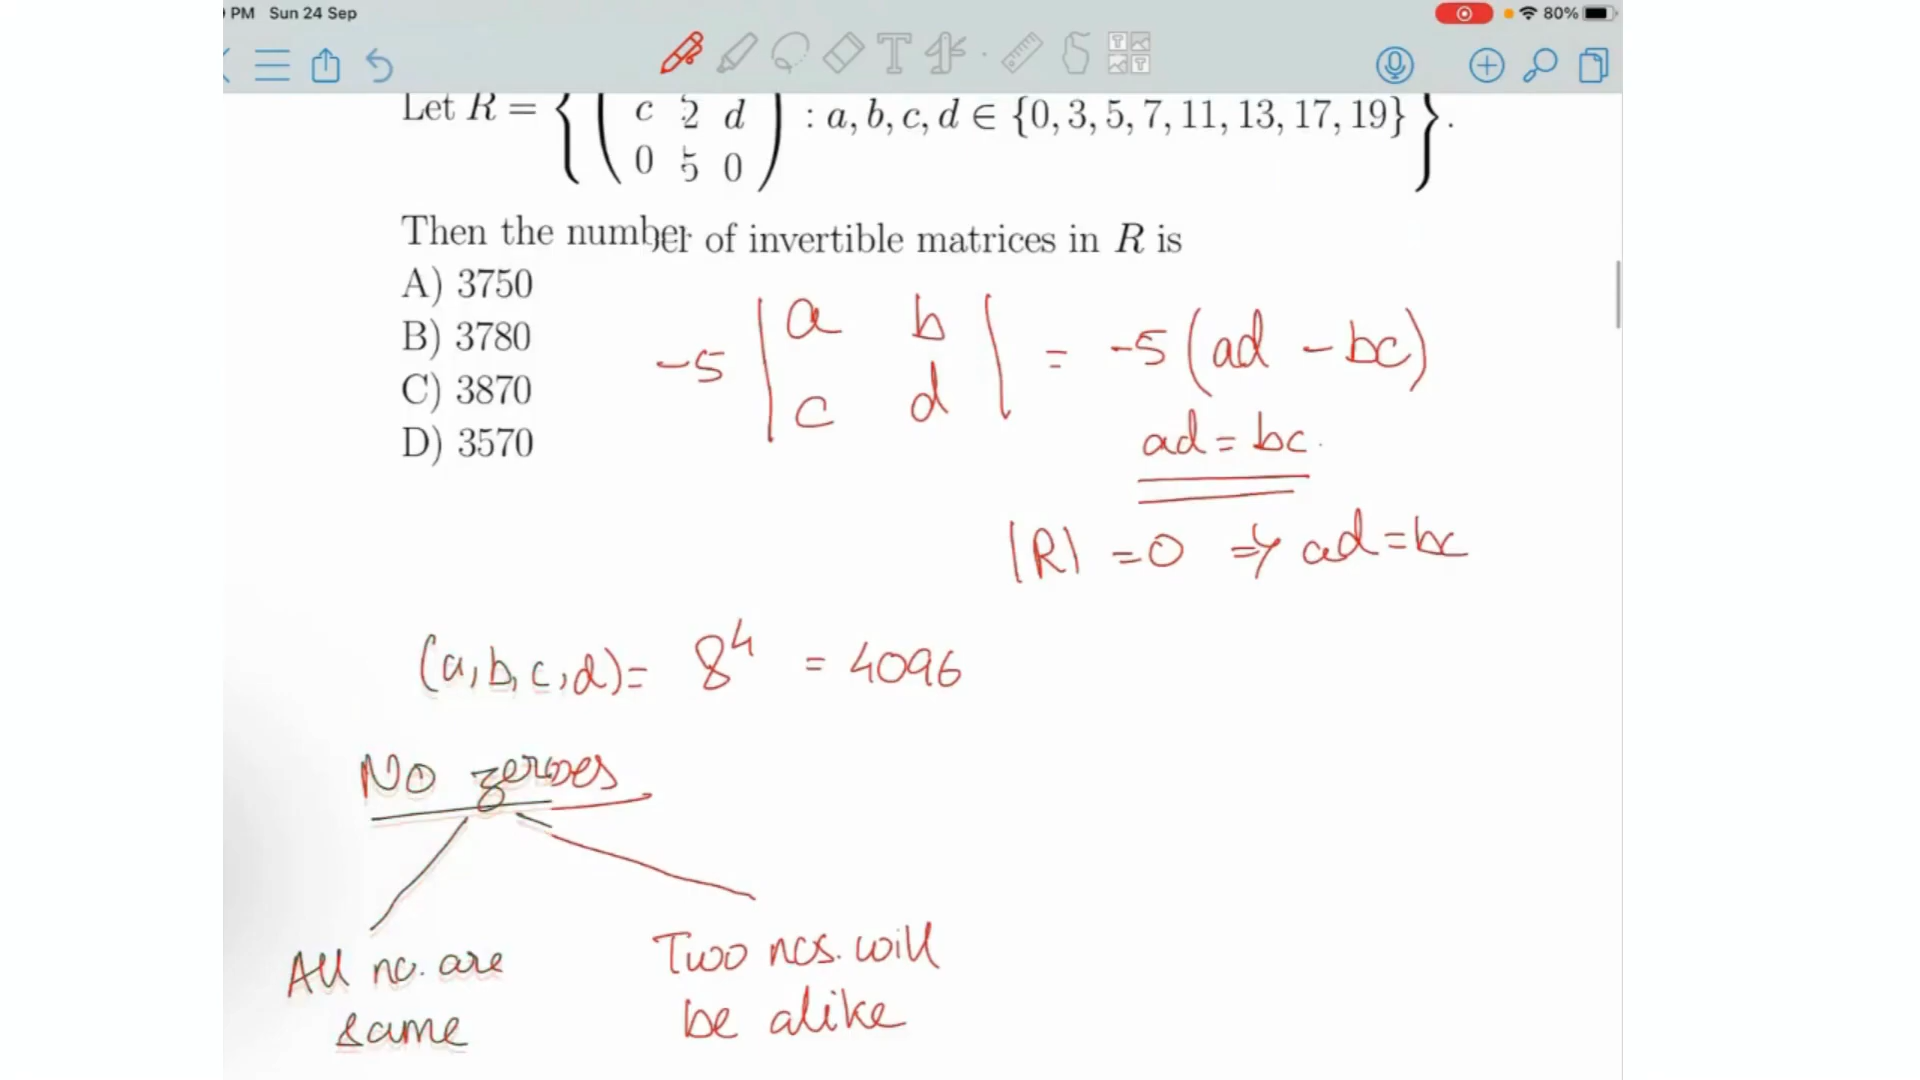 PM Sun 24 Sep
80%
Let R = { ( c 2 d ) : a, b, c, d ∈ {0, 3, 5, 7, 11, 13, 17, 19} }.
0 5 0
Then the number of invertible matrices in R is
A) 3750
B) 3780
C) 3870
D) 3570
-5 | a b | = -5 (ad - bc)
c d
ad = bc.
|R| = 0 => ad = bc
(a, b, c, d) = 8⁴ = 4096
No zeroes
All no. are
same
Two nos. will
be alike